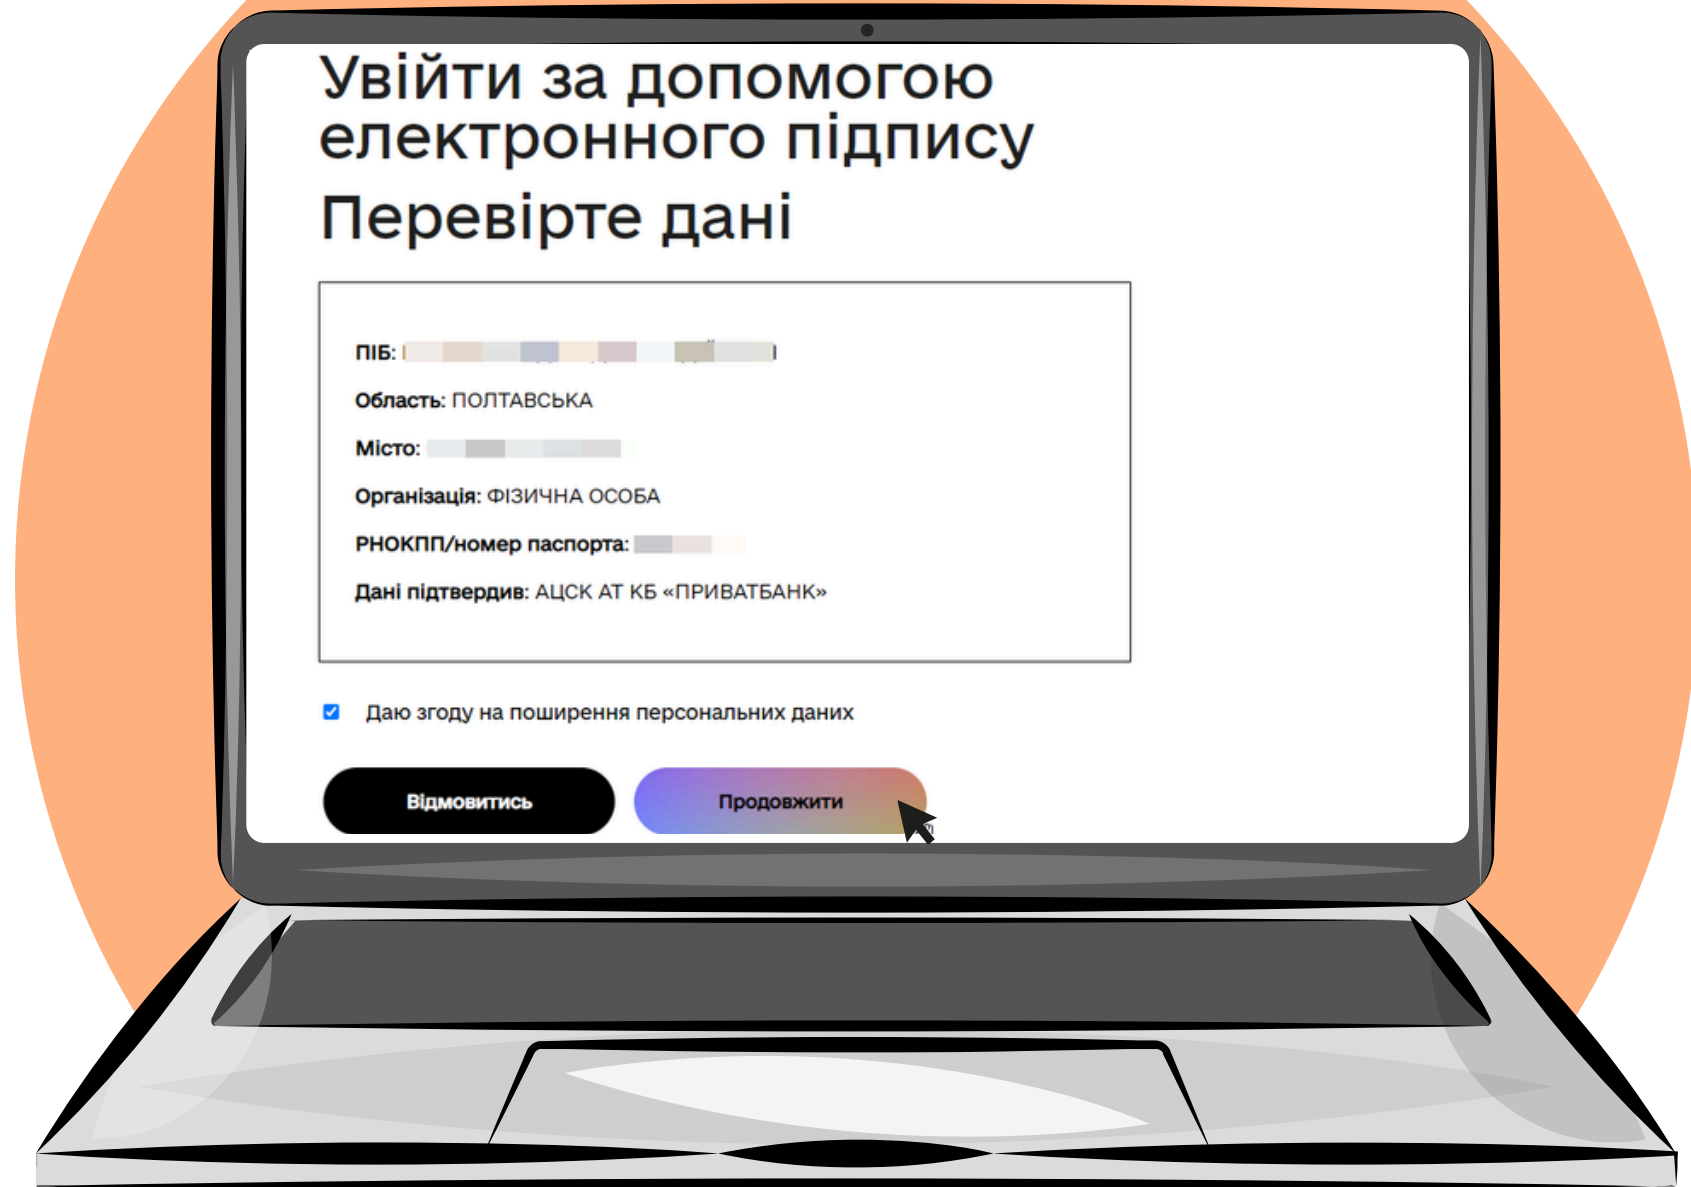 Увійти за допомогою
електронного підпису
Перевірте дані
ПІБ:
Область: ПОЛТАВСЬКА
Місто:
Організація: ФІЗИЧНА ОСОБА
РНОКПП/номер паспорта:
Дані підтвердив: АЦСК АТ КБ «ПРИВАТБАНК»
Даю згоду на поширення персональних даних
Відмовитись
Продовжити